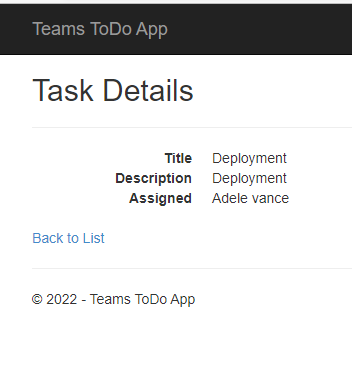 Teams ToDo App
Task Details
Title Deployment
Description Deployment
Assigned Adele vance
Back to List
© 2022 - Teams ToDo App